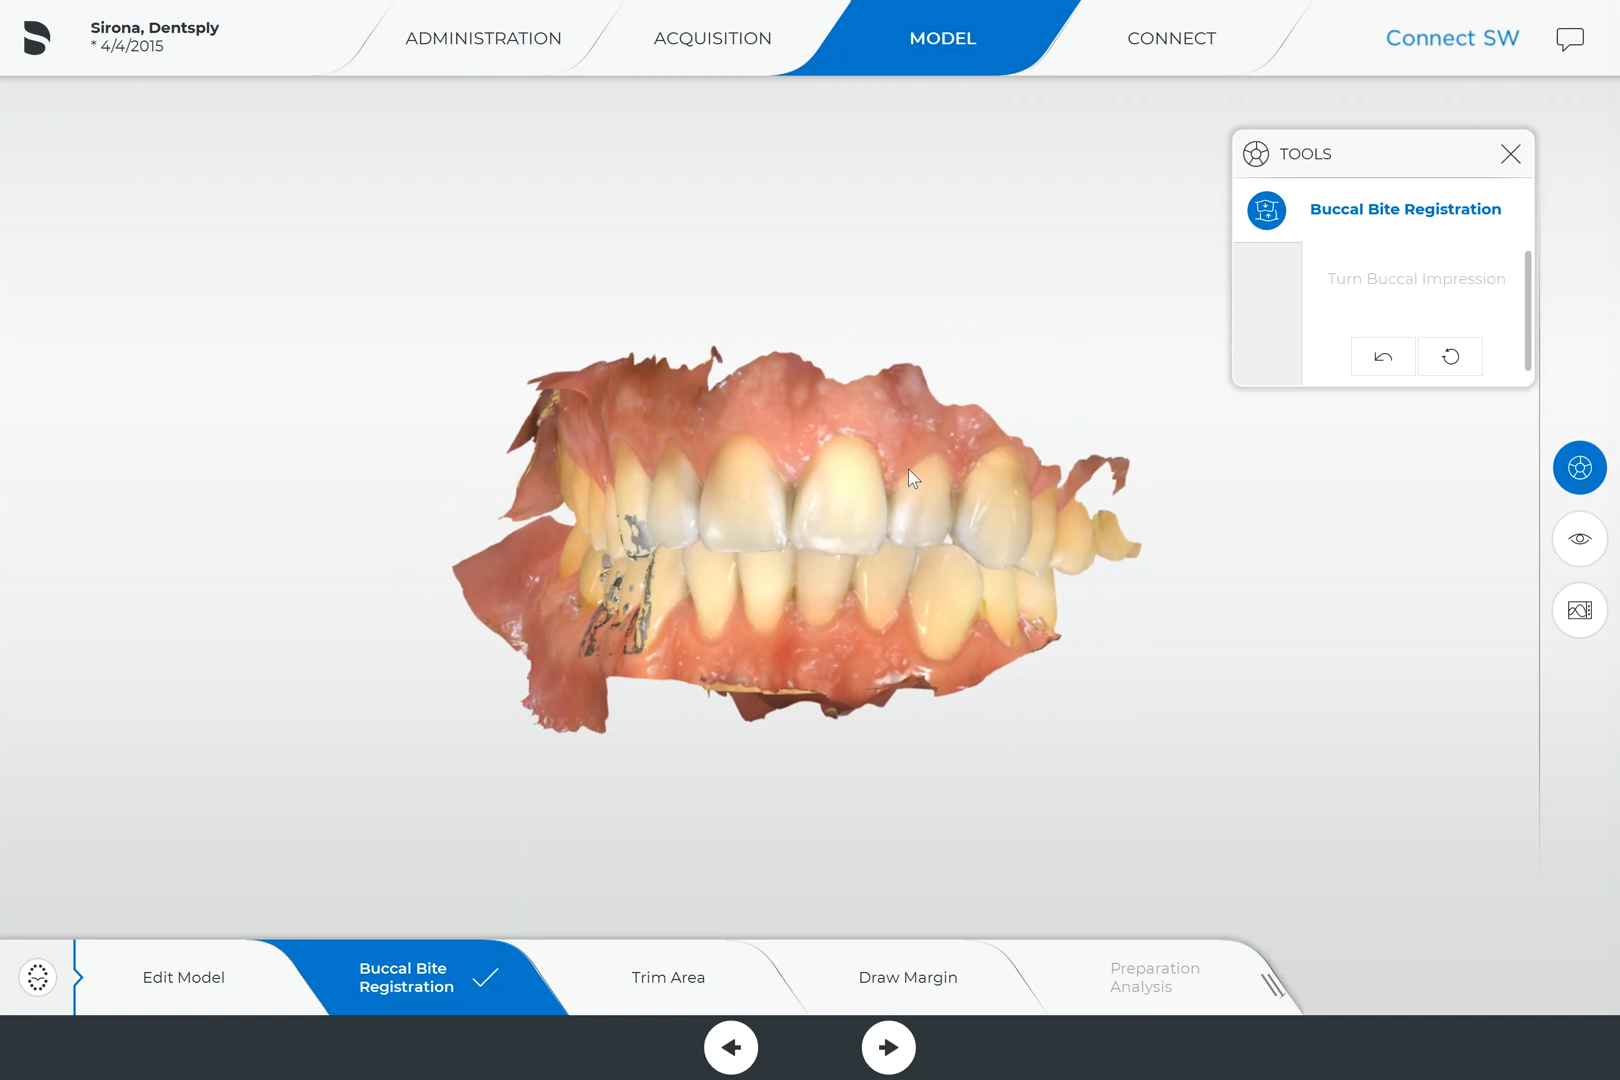 Sirona, Dentsply
* 4/4/2015
ADMINISTRATION
ACQUISITION
MODEL
CONNECT
Connect SW
TOOLS
Buccal Bite Registration
Turn Buccal Impression
Edit Model
Buccal Bite
Registration
Trim Area
Draw Margin
Preparation
Analysis